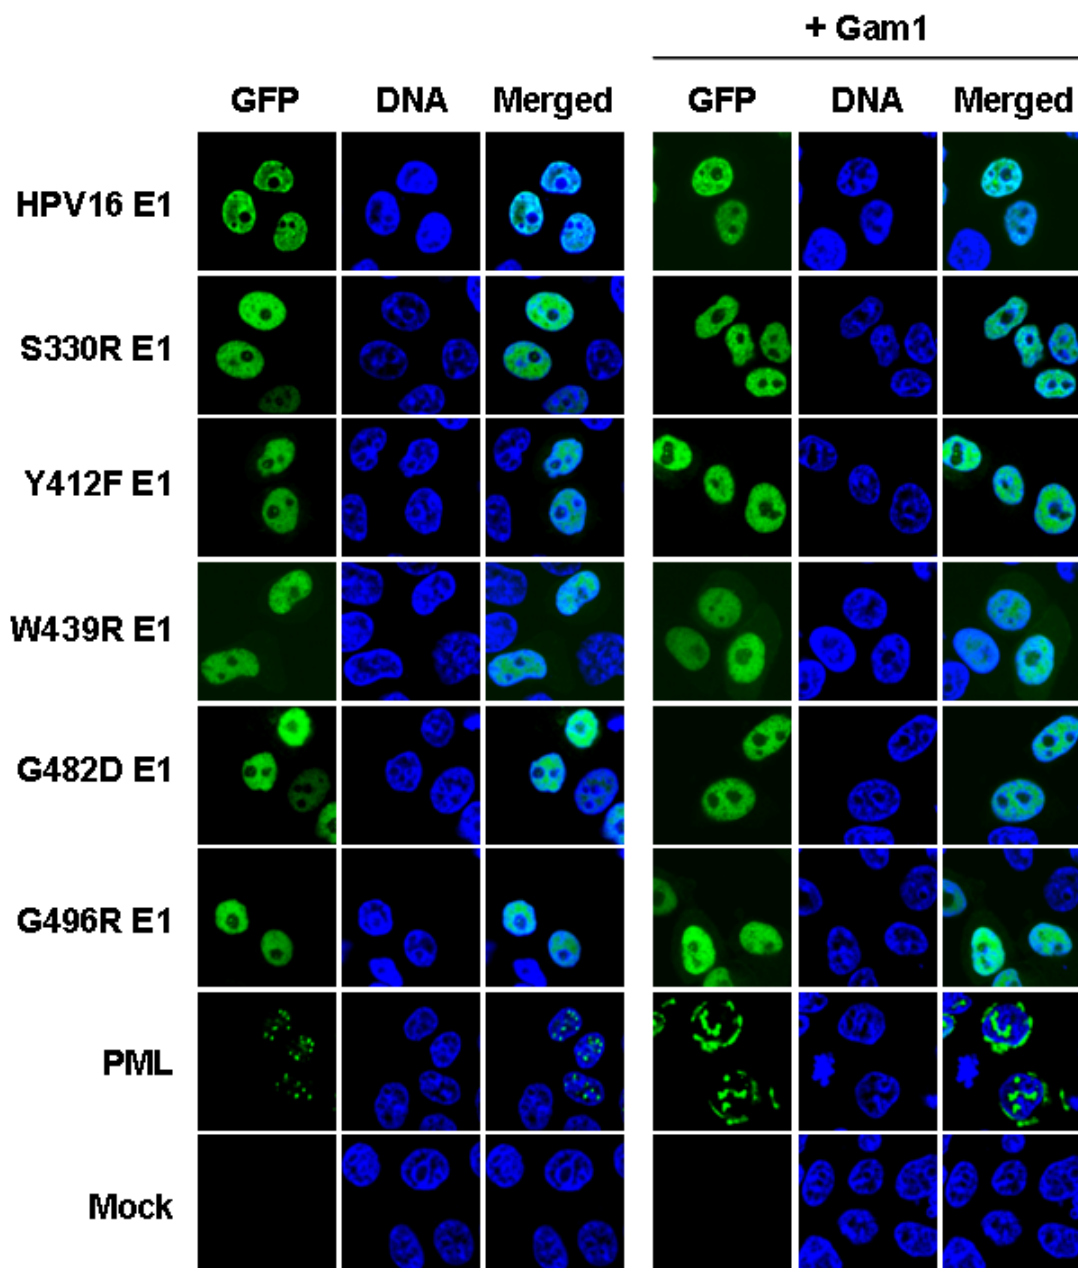 + Gam1
GFP DNA Merged GFP DNA Merged
HPV16 E1
S330R E1
Y412F E1
W439R E1
G482D E1
G496R E1
PML
Mock